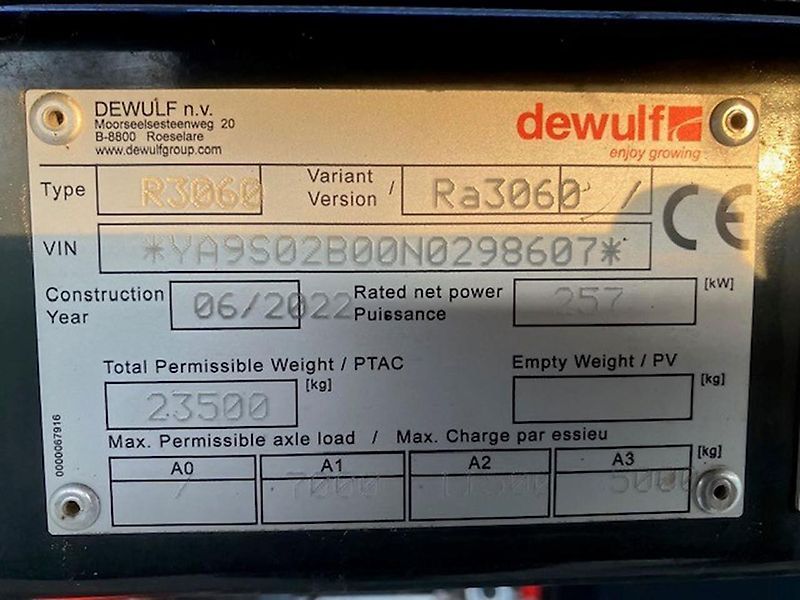 DEWULF n.v.
Moorseelsesteenweg 20
B-8800 Roeselare
www.dewulfgroup.com
dewulf
enjoy growing
Type R3060 Variant / Version Ra3060 /
CE
VIN *YA9S02B00N0298607*
Construction Year 06/2022 Rated net power Puissance 257 [kW]
Total Permissible Weight / PTAC Empty Weight / PV
23500 [kg] [kg]
Max. Permissible axle load / Max. Charge par essieu [kg]
A0 A1 A2 A3
/ 7000 11500 5000
0000067916